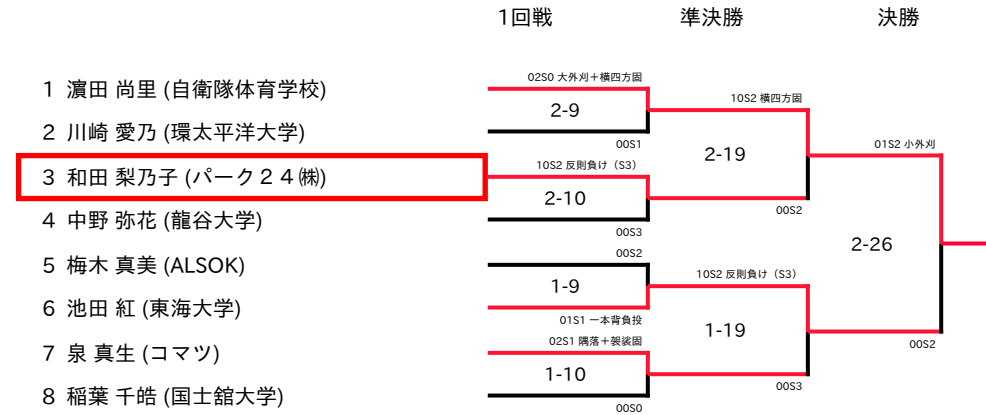 1回戦 準決勝 決勝
1 濵田 尚里 (自衛隊体育学校)
2 川崎 愛乃 (環太平洋大学)
3 和田 梨乃子 (パーク２４㈱)
4 中野 弥花 (龍谷大学)
5 梅木 真美 (ALSOK)
6 池田 紅 (東海大学)
7 泉 真生 (コマツ)
8 稲葉 千皓 (国士舘大学)
02S0 大外刈＋横四方固
2-9
00S1
10S2 反則負け（S3）
2-10
00S3
00S2
1-9
01S1 一本背負投
02S1 隅落＋袈裟固
1-10
00S0
10S2 横四方固
2-19
00S2
10S2 反則負け（S3）
1-19
00S3
01S2 小外刈
2-26
00S2